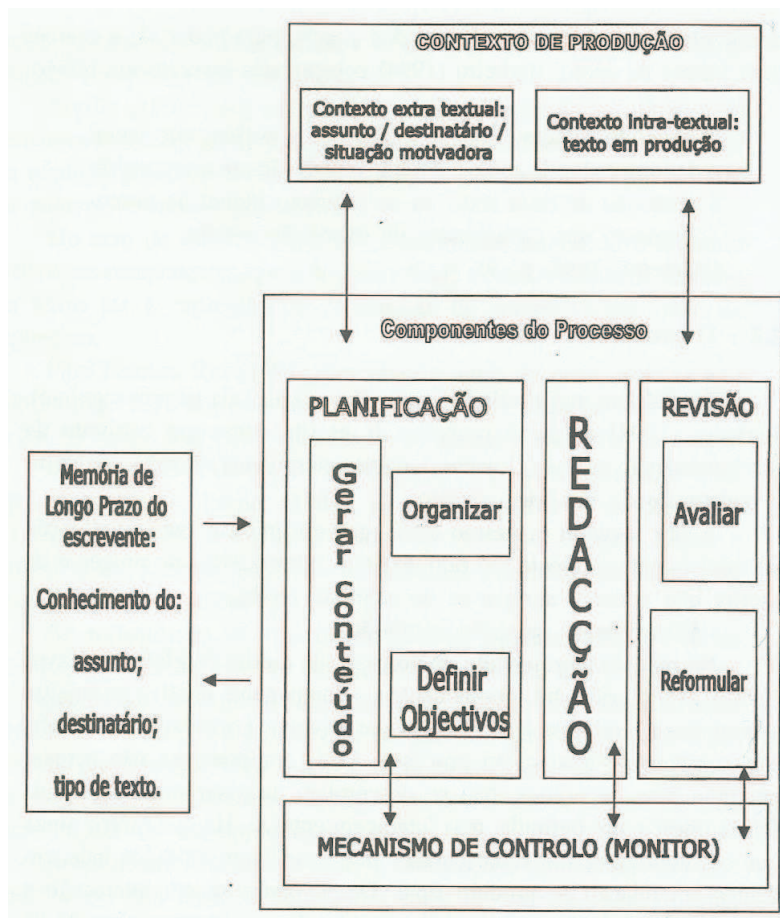 CONTEXTO DE PRODUÇÃO
Contexto extra textual:
assunto / destinatário /
situação motivadora
Contexto intra-textual:
texto em produção
Componentes do Processo
Memória de
Longo Prazo do
escrevente:
Conhecimento do:
assunto;
destinatário;
tipo de texto.
PLANIFICAÇÃO
Gerar conteúdo
Organizar
Definir
Objectivos
REDACÇÃO
REVISÃO
Avaliar
Reformular
MECANISMO DE CONTROLO (MONITOR)